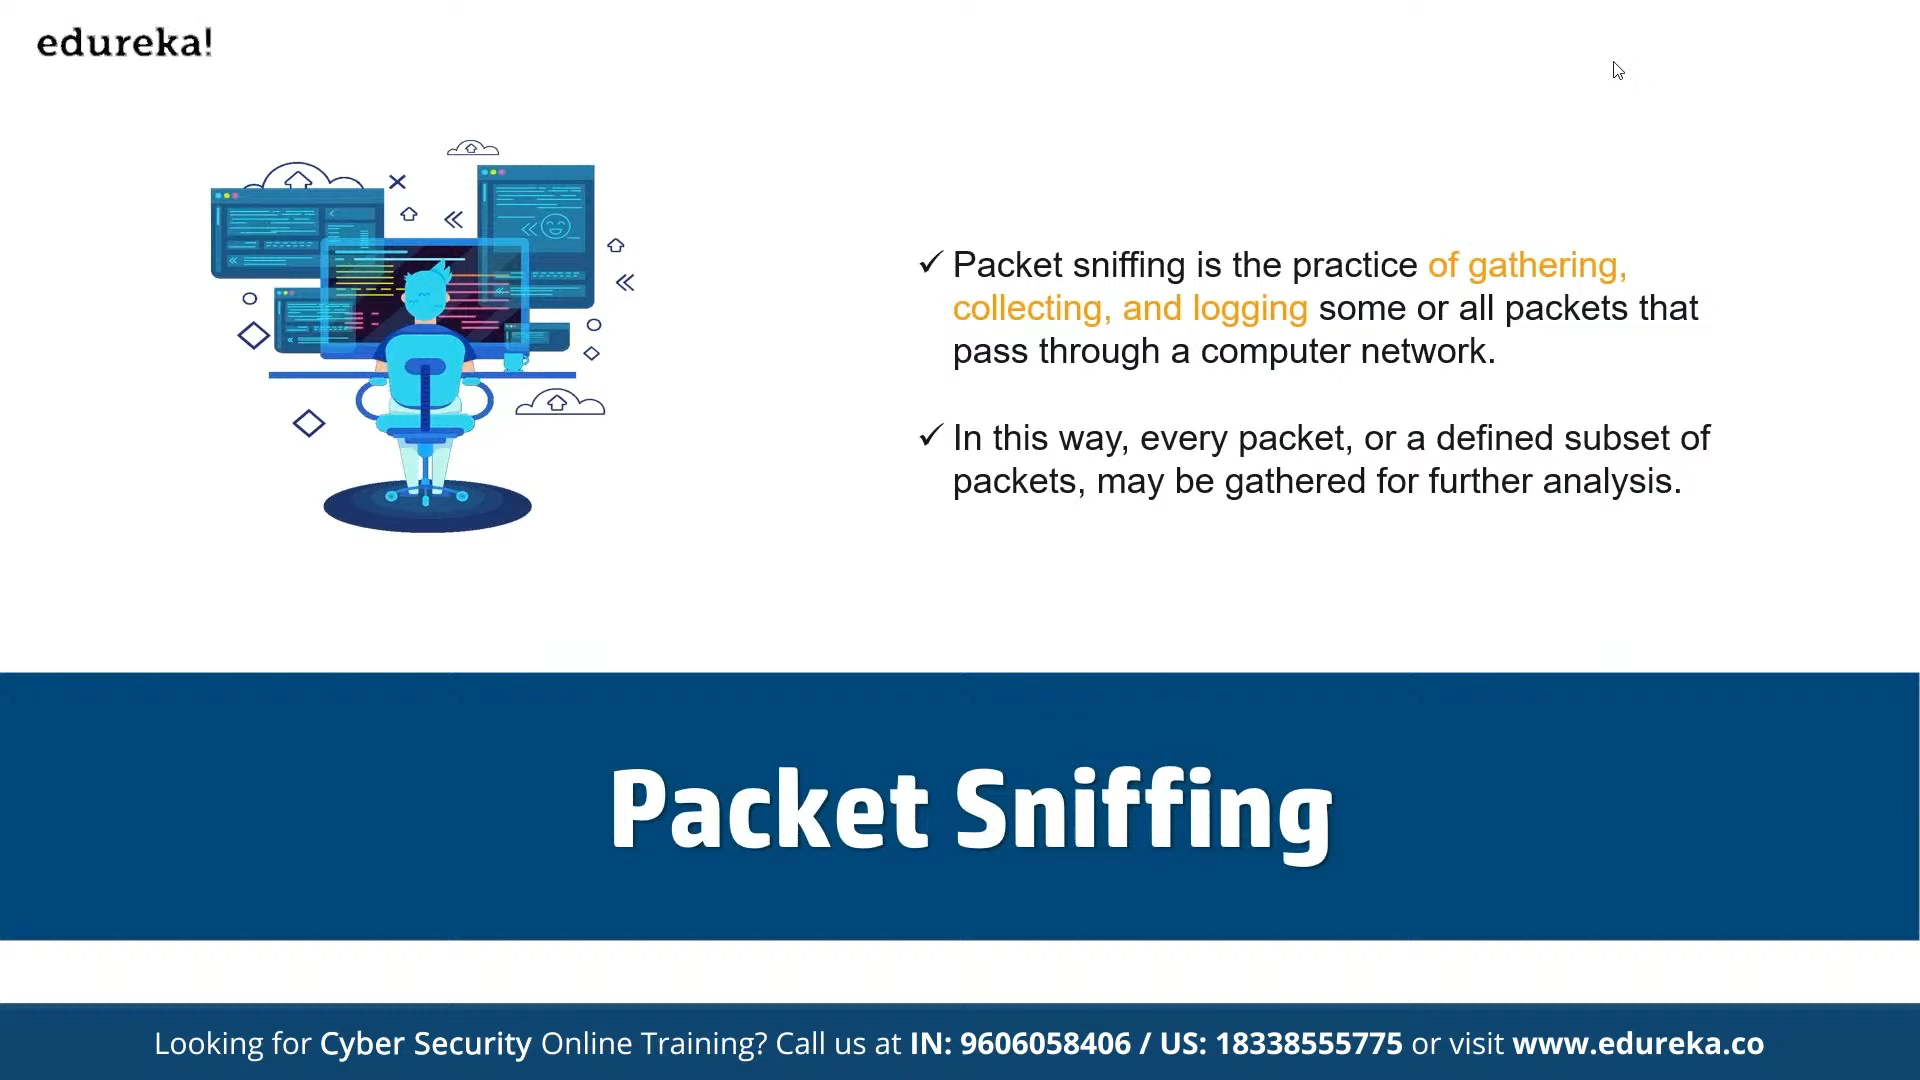 edureka!
✓ Packet sniffing is the practice of gathering,
collecting, and logging some or all packets that
pass through a computer network.
✓ In this way, every packet, or a defined subset of
packets, may be gathered for further analysis.
Packet Sniffing
Looking for Cyber Security Online Training? Call us at IN: 9606058406 / US: 18338555775 or visit www.edureka.co